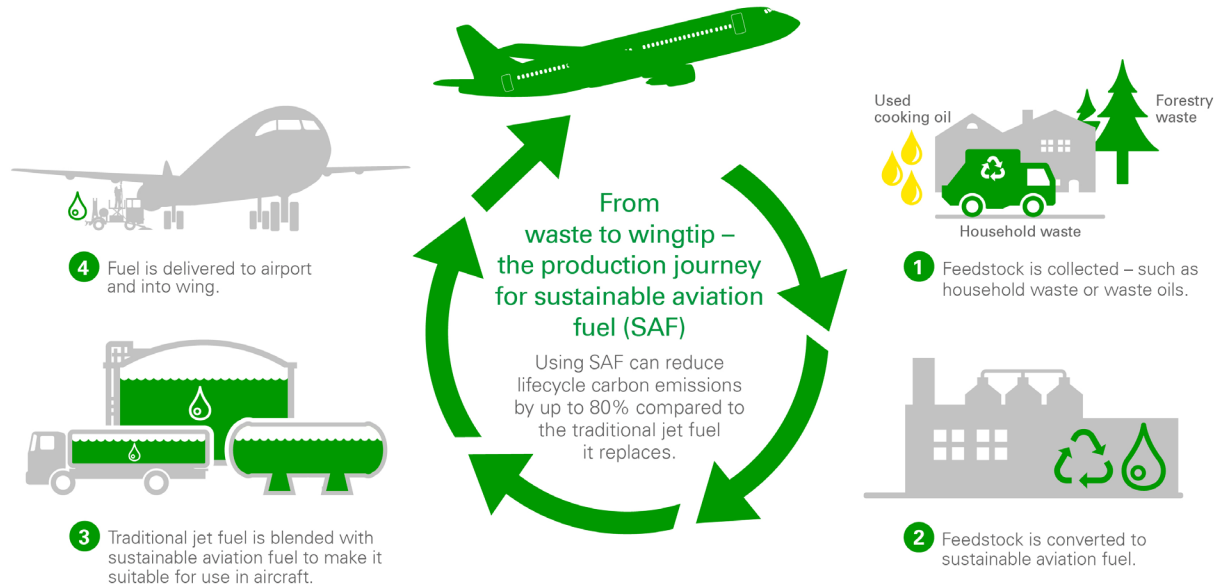 From
waste to wingtip –
the production journey
for sustainable aviation
fuel (SAF)
Using SAF can reduce
lifecycle carbon emissions
by up to 80% compared to
the traditional jet fuel
it replaces.
Used
cooking oil
Forestry
waste
Household waste
1 Feedstock is collected – such as
household waste or waste oils.
2 Feedstock is converted to
sustainable aviation fuel.
3 Traditional jet fuel is blended with
sustainable aviation fuel to make it
suitable for use in aircraft.
4 Fuel is delivered to airport
and into wing.